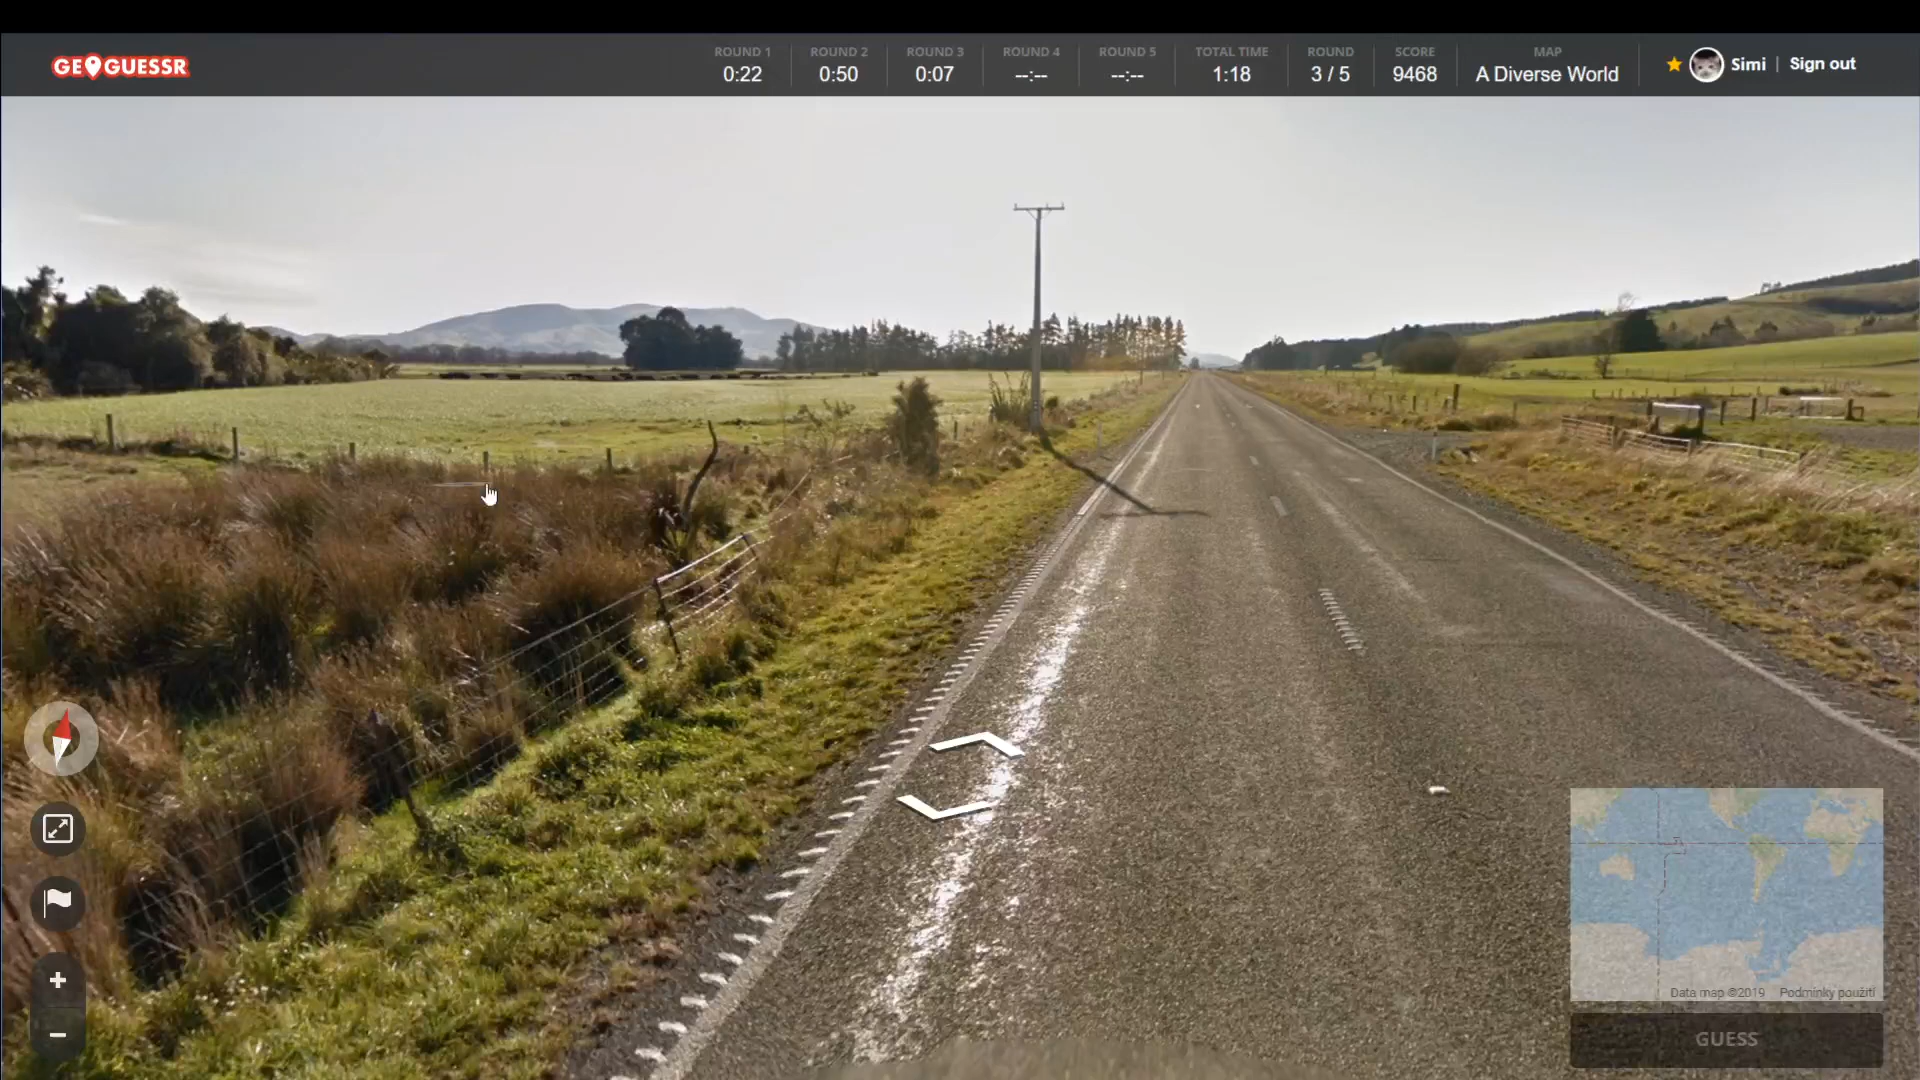 GEOGUESSR
ROUND 1
0:22
ROUND 2
0:50
ROUND 3
0:07
ROUND 4
--:--
ROUND 5
--:--
TOTAL TIME
1:18
ROUND
3 / 5
SCORE
9468
MAP
A Diverse World
Simi | Sign out
Data map ©2019 Podmínky použití
GUESS